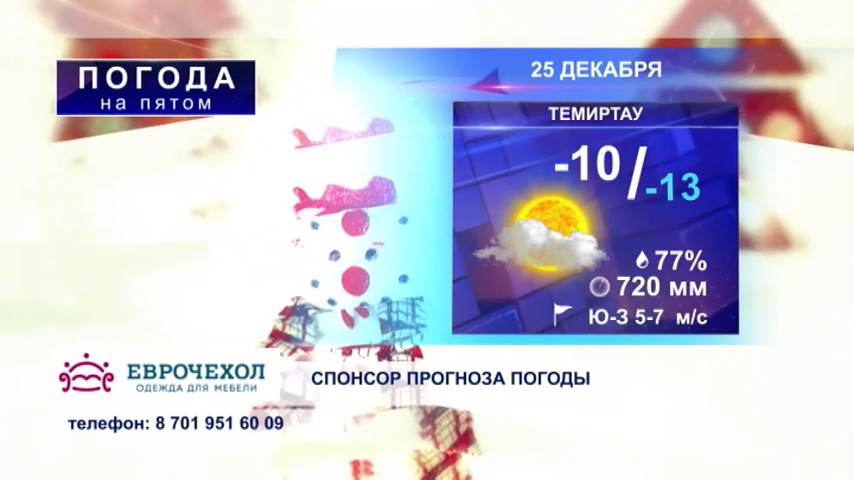 ПОГОДА
на пятом
25 ДЕКАБРЯ
ТЕМИРТАУ
-10/-13
77%
720 мм
Ю-З 5-7 м/с
ЕВРОЧЕХОЛ
ОДЕЖДА ДЛЯ МЕБЕЛИ
СПОНСОР ПРОГНОЗА ПОГОДЫ
телефон: 8 701 951 60 09